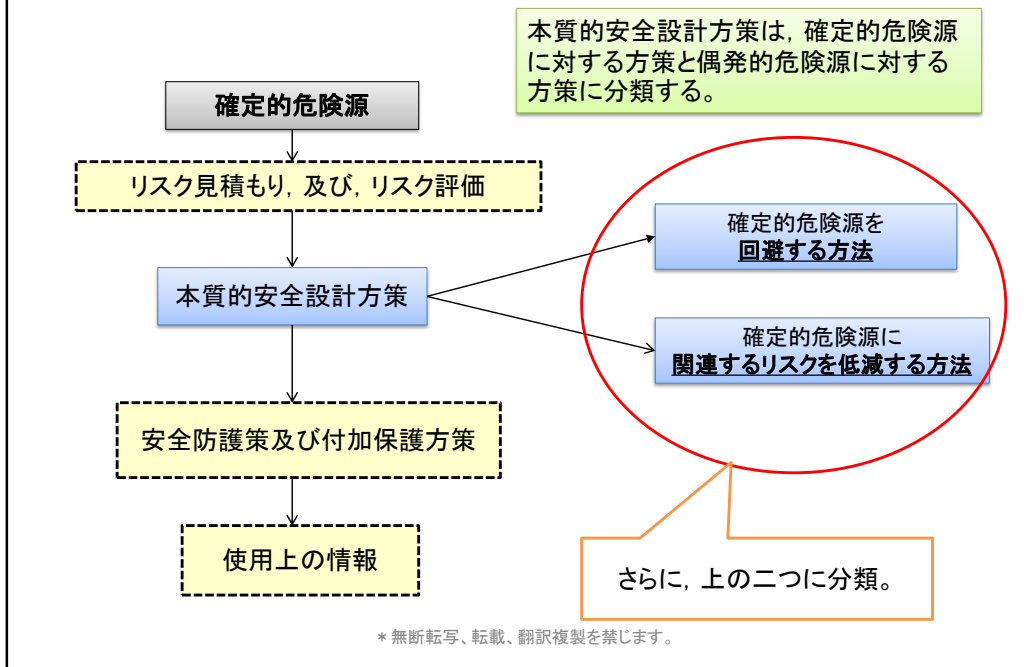 本質的安全設計方策は，確定的危険源
に対する方策と偶発的危険源に対する
方策に分類する。
確定的危険源
リスク見積もり，及び，リスク評価
本質的安全設計方策
確定的危険源を
回避する方法
確定的危険源に
関連するリスクを低減する方法
安全防護策及び付加保護方策
使用上の情報
さらに，上の二つに分類。
＊無断転写、転載、翻訳複製を禁じます。